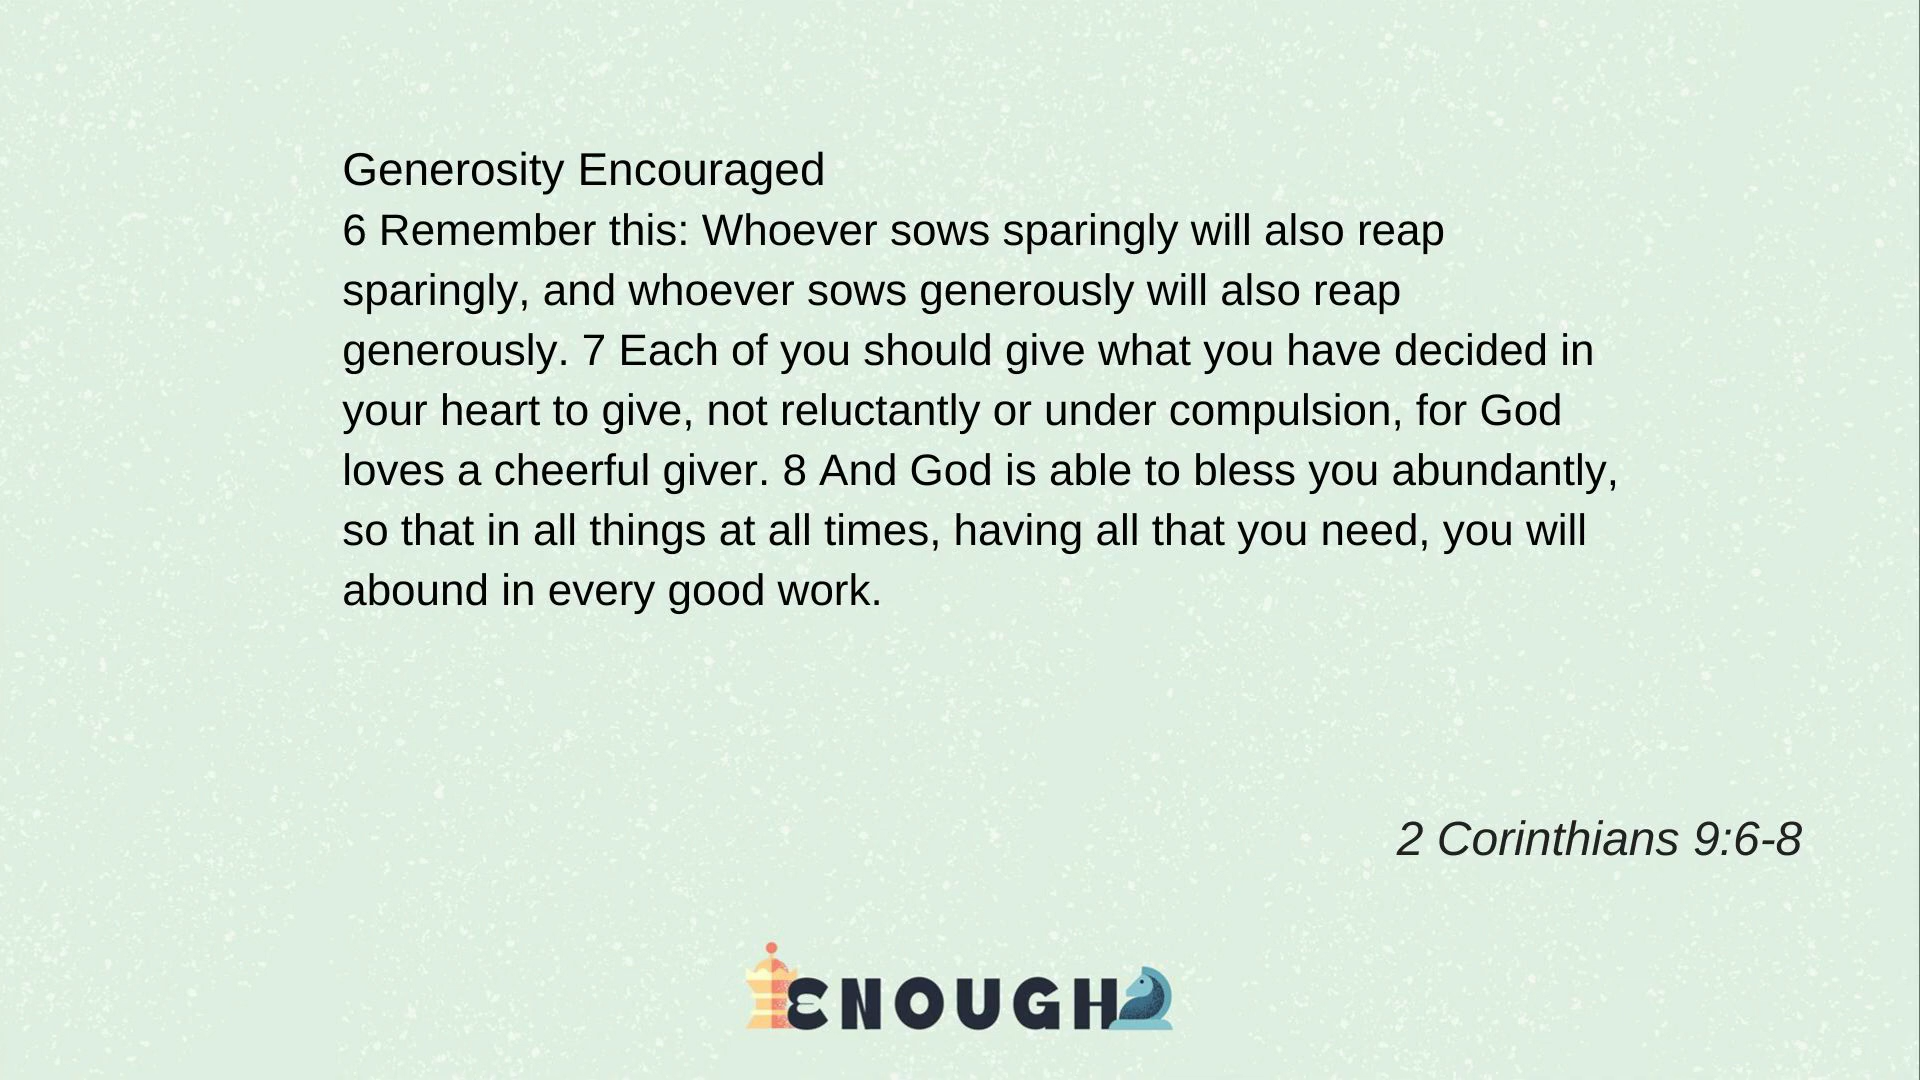 Generosity Encouraged
6 Remember this: Whoever sows sparingly will also reap
sparingly, and whoever sows generously will also reap
generously. 7 Each of you should give what you have decided in
your heart to give, not reluctantly or under compulsion, for God
loves a cheerful giver. 8 And God is able to bless you abundantly,
so that in all things at all times, having all that you need, you will
abound in every good work.
2 Corinthians 9:6-8
ENOUGH